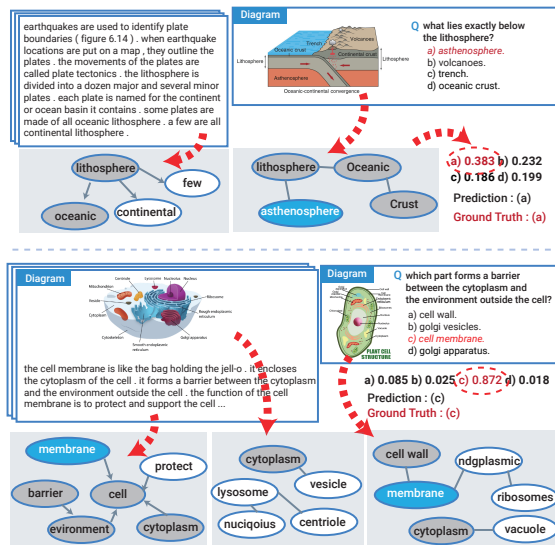 earthquakes are used to identify plate
boundaries ( figure 6.14 ) . when earthquake
locations are put on a map , they outline the
plates . the movements of the plates are
called plate tectonics . the lithosphere is
divided into a dozen major and several minor
plates . each plate is named for the continent
or ocean basin it contains . some plates are
made of all oceanic lithosphere . a few are all
continental lithosphere .
Diagram
Trench
Volcanoes
Oceanic crust
Continental crust
Lithosphere
Lithosphere
Asthenosphere
Oceanic-continental convergence
Q what lies exactly below
the lithosphere?
a) asthenosphere.
b) volcanoes.
c) trench.
d) oceanic crust.
lithosphere
few
oceanic
continental
lithosphere
Oceanic
asthenosphere
Crust
a) 0.383 b) 0.232
c) 0.186 d) 0.199
Prediction : (a)
Ground Truth : (a)
Diagram
Mitochondrion
Centriole
Lysosome
Nucleolus
Nucleus
Vesicle
Ribosome
Cytoplasm
Rough endoplasmic
reticulum
Cytoskeleton
Smooth endoplasmic
reticulum
Golgi apparatus
the cell membrane is like the bag holding the jell-o . it encloses
the cytoplasm of the cell . it forms a barrier between the cytoplasm
and the environment outside the cell . the function of the cell
membrane is to protect and support the cell ...
Diagram
PLANT CELL
STRUCTURE
Q which part forms a barrier
between the cytoplasm and
the environment outside the cell?
a) cell wall.
b) golgi vesicles.
c) cell membrane.
d) golgi apparatus.
a) 0.085 b) 0.025 c) 0.872 d) 0.018
Prediction : (c)
Ground Truth : (c)
membrane
protect
barrier
cell
evironment
cytoplasm
cytoplasm
vesicle
lysosome
nuciqoius
centriole
cell wall
ndgplasmic
membrane
ribosomes
cytoplasm
vacuole